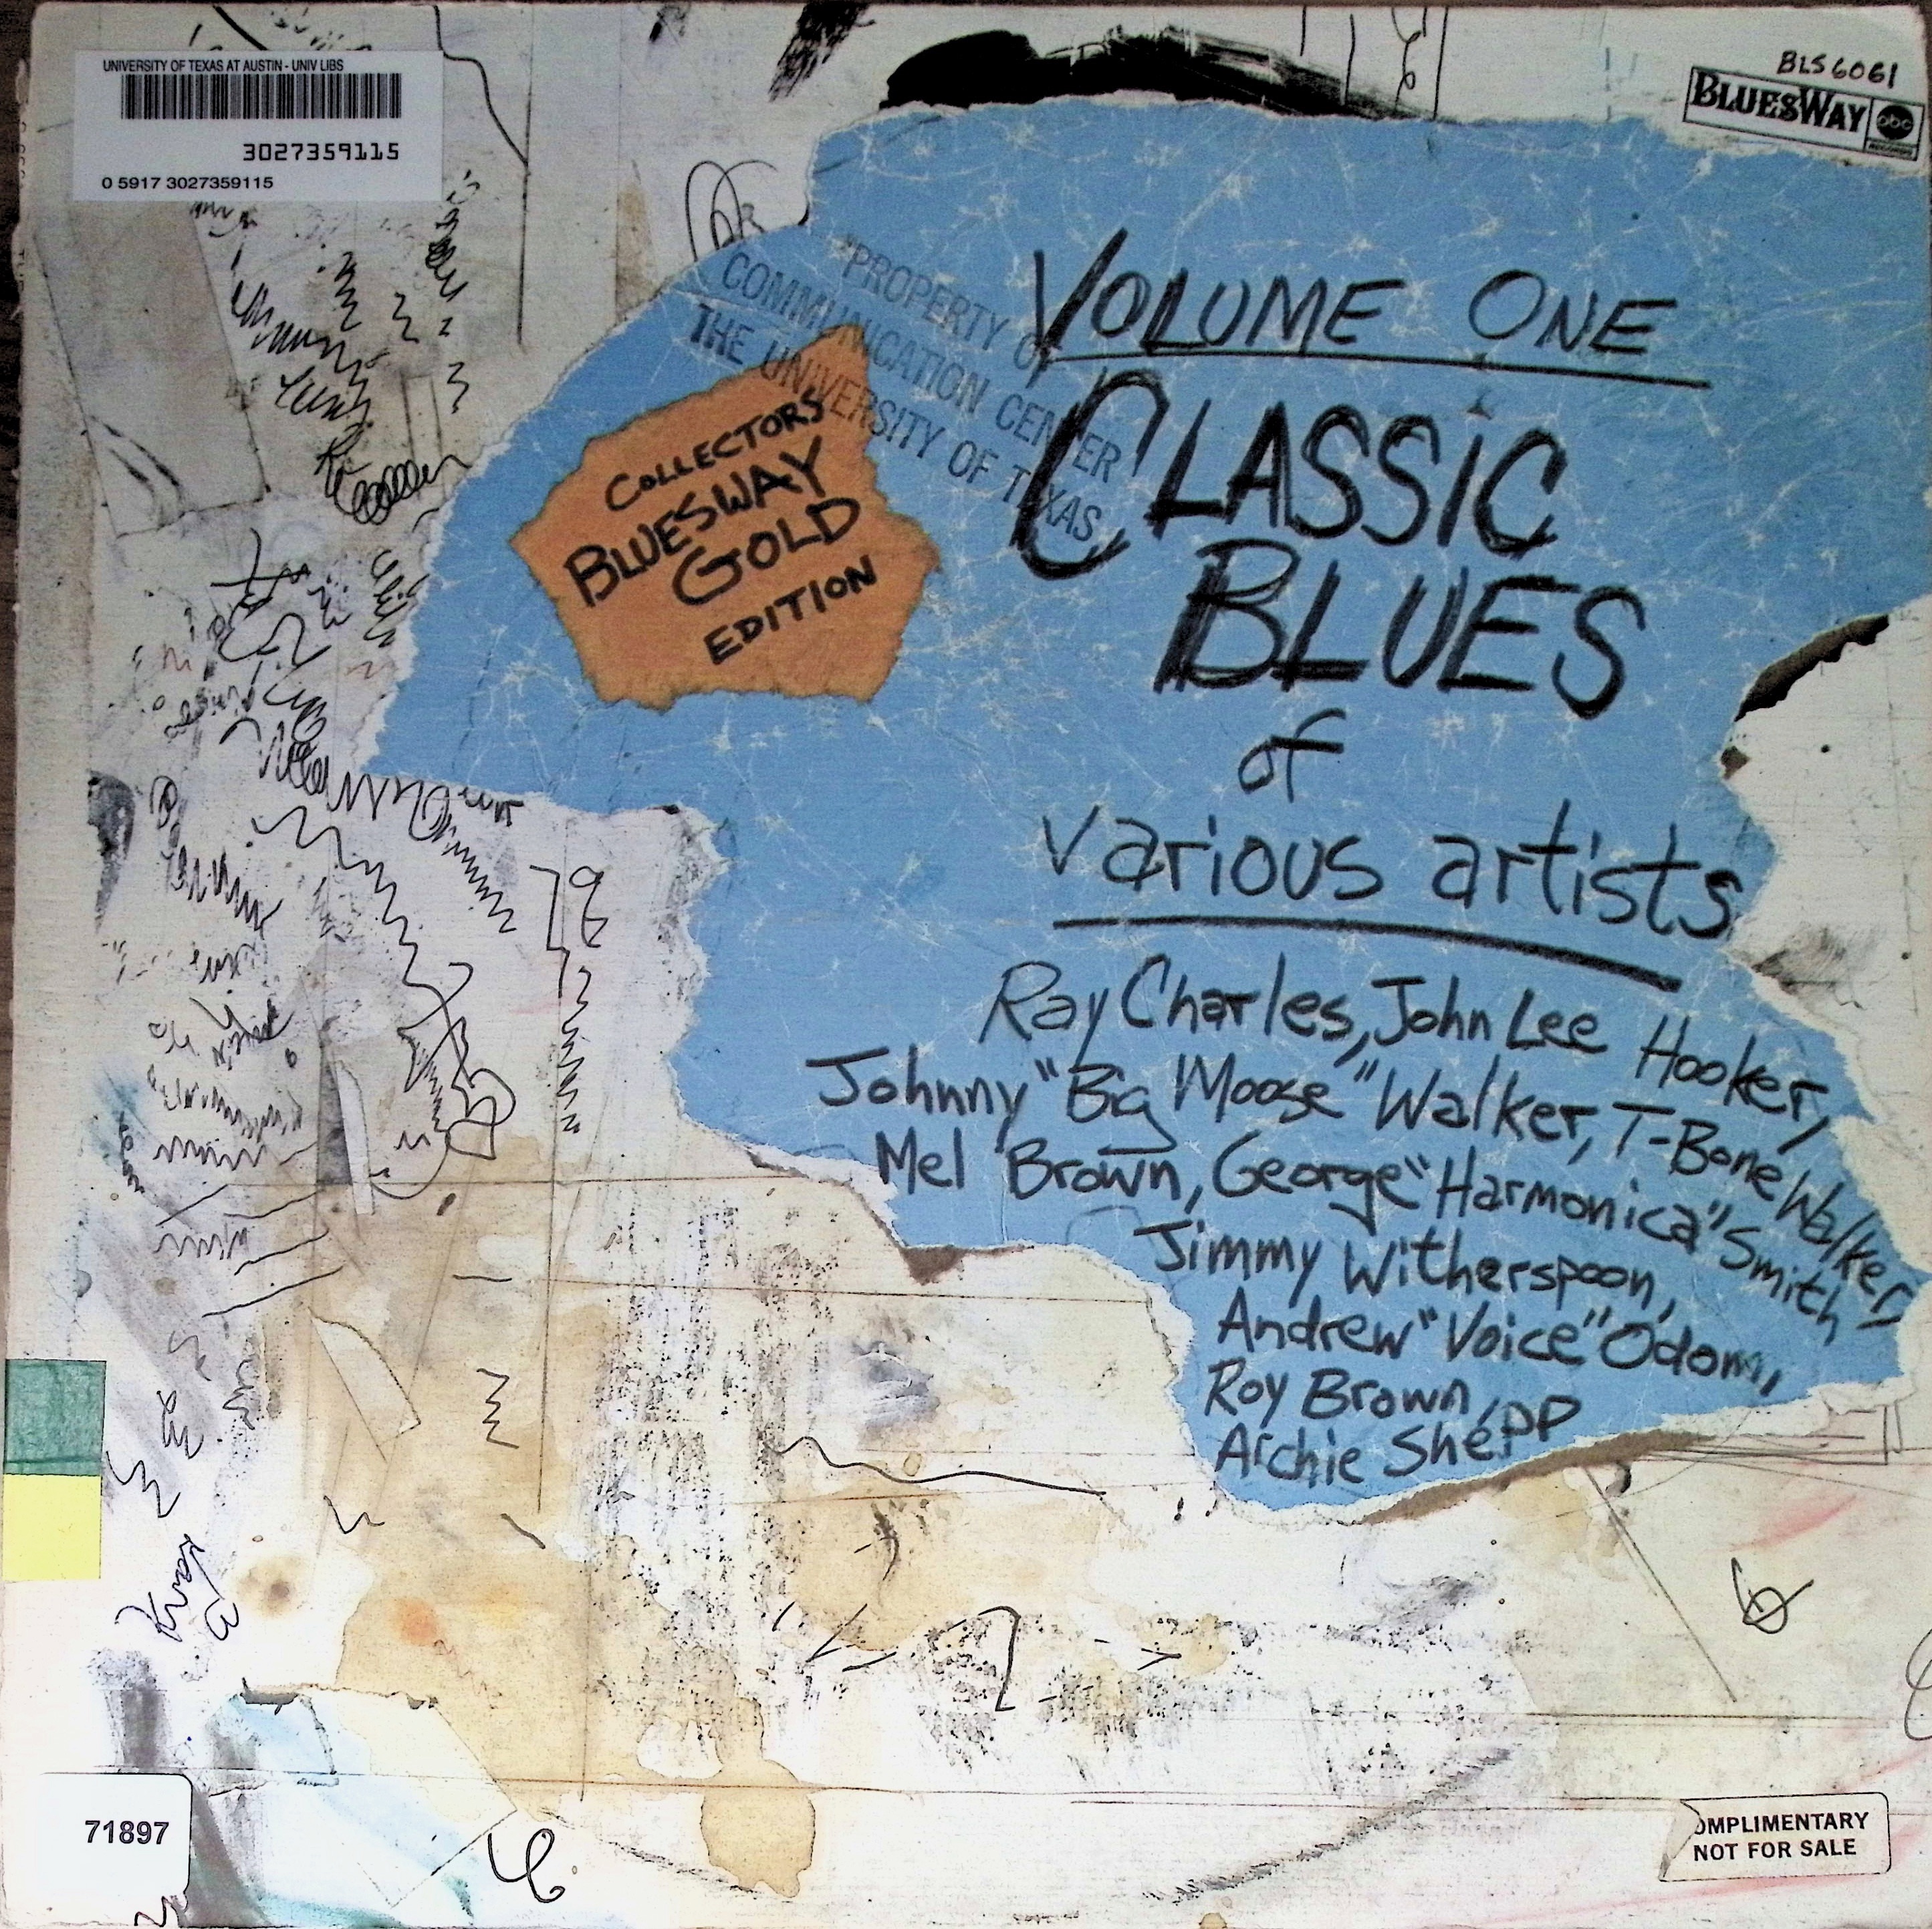 UNIVERSITY OF TEXAS AT AUSTIN - UNIV LIBS
3027359115
0 5917 3027359115
BLS 6061
BLUESWAY abc
RECORDS
"PROPERTY OF
COMMUNICATION CENTER
THE UNIVERSITY OF TEXAS
VOLUME ONE
CLASSIC
BLUES
of
various artists
COLLECTORS
BLUESWAY
GOLD
EDITION
Ray Charles, John Lee Hooker,
Johnny "Big Moose" Walker, T-Bone Walker,
Mel Brown, George "Harmonica" Smith
Jimmy Witherspoon,
Andrew "Voice" Odom,
Roy Brown,
Archie Shepp
71897
OMPLIMENTARY
NOT FOR SALE